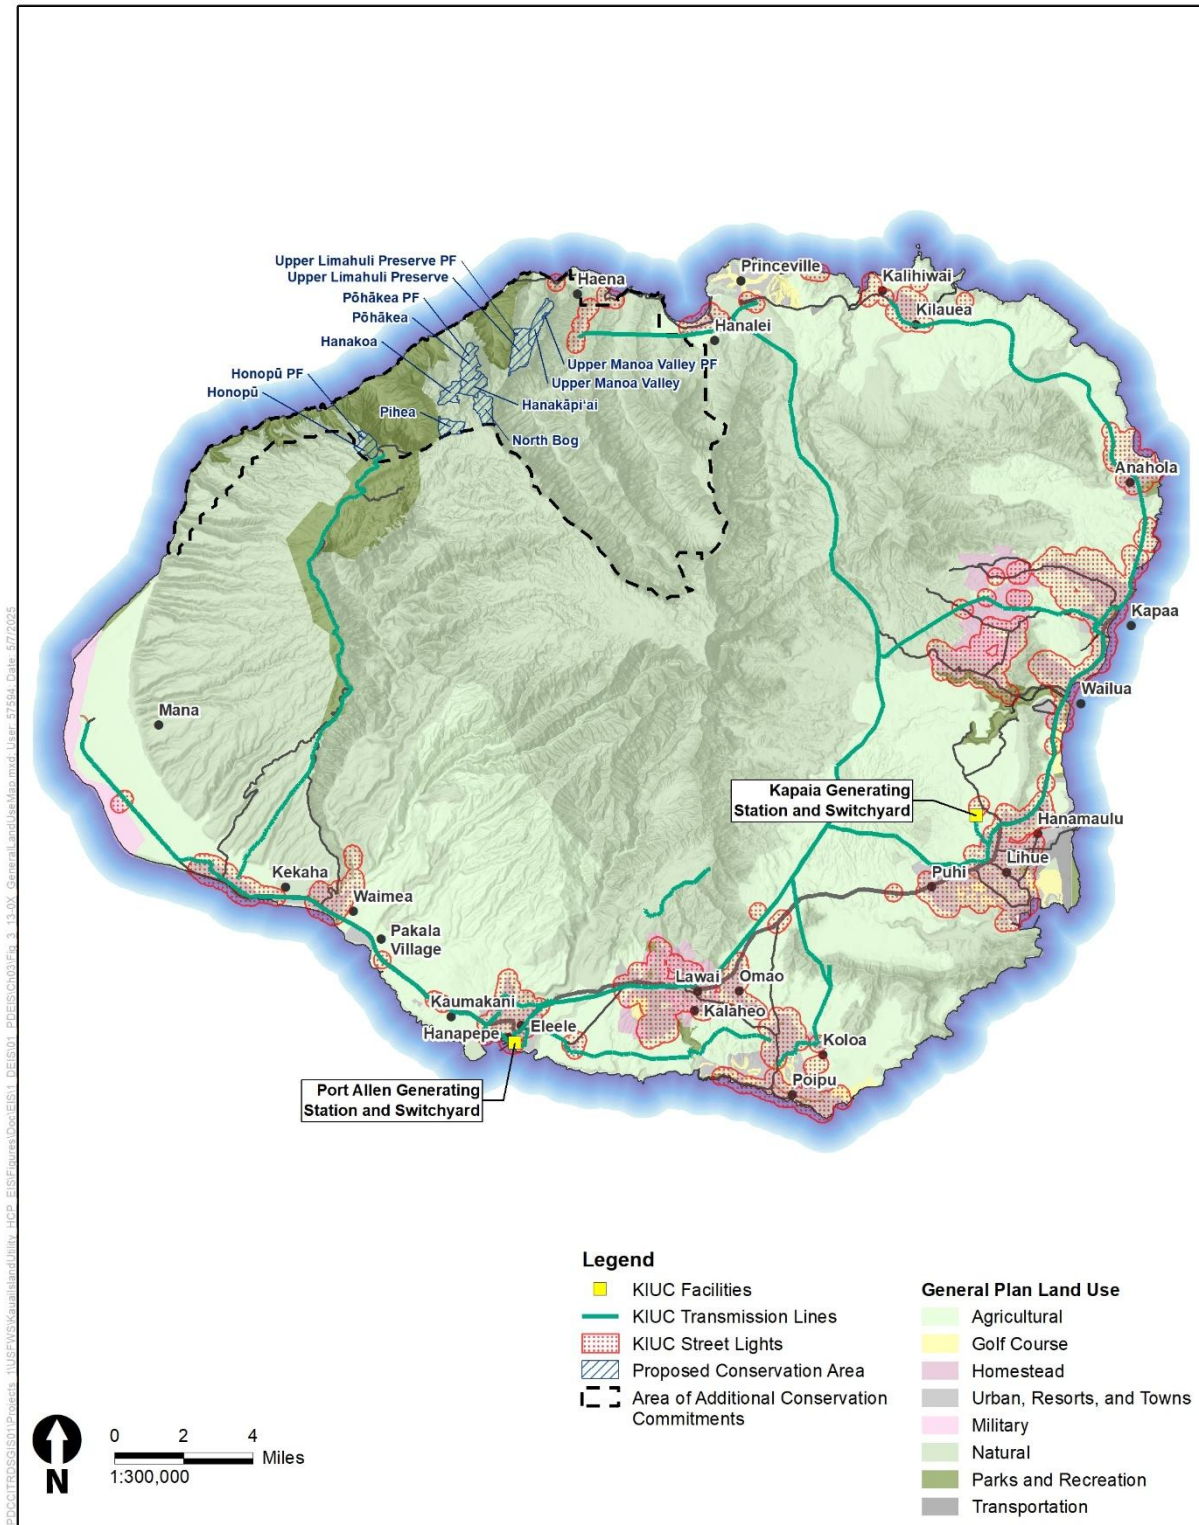 Upper Limahuli Preserve PF
Upper Limahuli Preserve
Pōhākea PF
Pōhākea
Hanakoa
Honopū PF
Honopū
Pihea
Haena
Princeville
Kalihiwai
Kilauea
Hanalei
Upper Manoa Valley PF
Upper Manoa Valley
Hanakāpi'ai
North Bog
Anahola
Kapaa
Wailua
Mana
Kapaia Generating
Station and Switchyard
Hanamaulu
Lihue
Puhi
Kekaha
Waimea
Pakala
Village
Kaumakani
Hanapepe
Eleele
Lawai
Omao
Kalaheo
Koloa
Poipu
Port Allen Generating
Station and Switchyard
Legend
KIUC Facilities
KIUC Transmission Lines
KIUC Street Lights
Proposed Conservation Area
Area of Additional Conservation
Commitments
General Plan Land Use
Agricultural
Golf Course
Homestead
Urban, Resorts, and Towns
Military
Natural
Parks and Recreation
Transportation
N
0 2 4
Miles
1:300,000